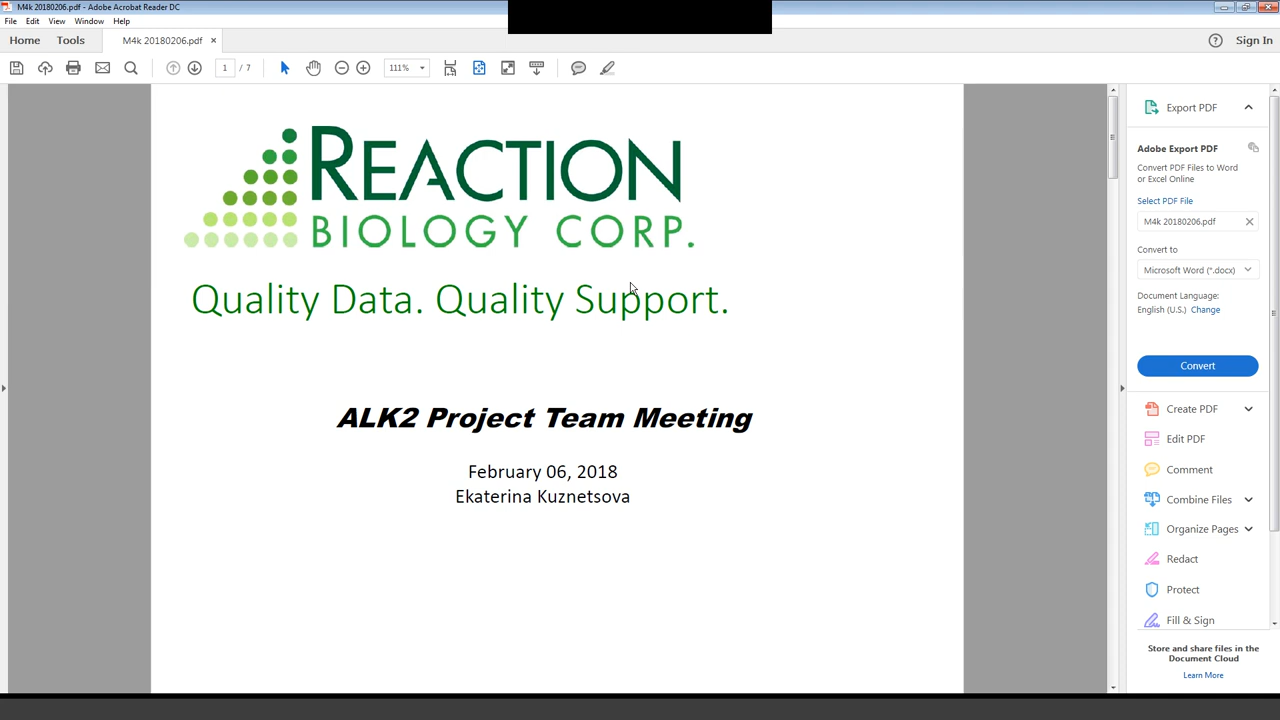 M4k 20180206.pdf - Adobe Acrobat Reader DC
File Edit View Window Help
Home Tools M4k 20180206.pdf × Sign In
1 / 7 111%
REACTION
BIOLOGY CORP.
Quality Data. Quality Support.
ALK2 Project Team Meeting
February 06, 2018
Ekaterina Kuznetsova
Export PDF
Adobe Export PDF
Convert PDF Files to Word
or Excel Online
Select PDF File
M4k 20180206.pdf
Convert to
Microsoft Word (*.docx)
Document Language:
English (U.S.) Change
Convert
Create PDF
Edit PDF
Comment
Combine Files
Organize Pages
Redact
Protect
Fill & Sign
Store and share files in the
Document Cloud
Learn More